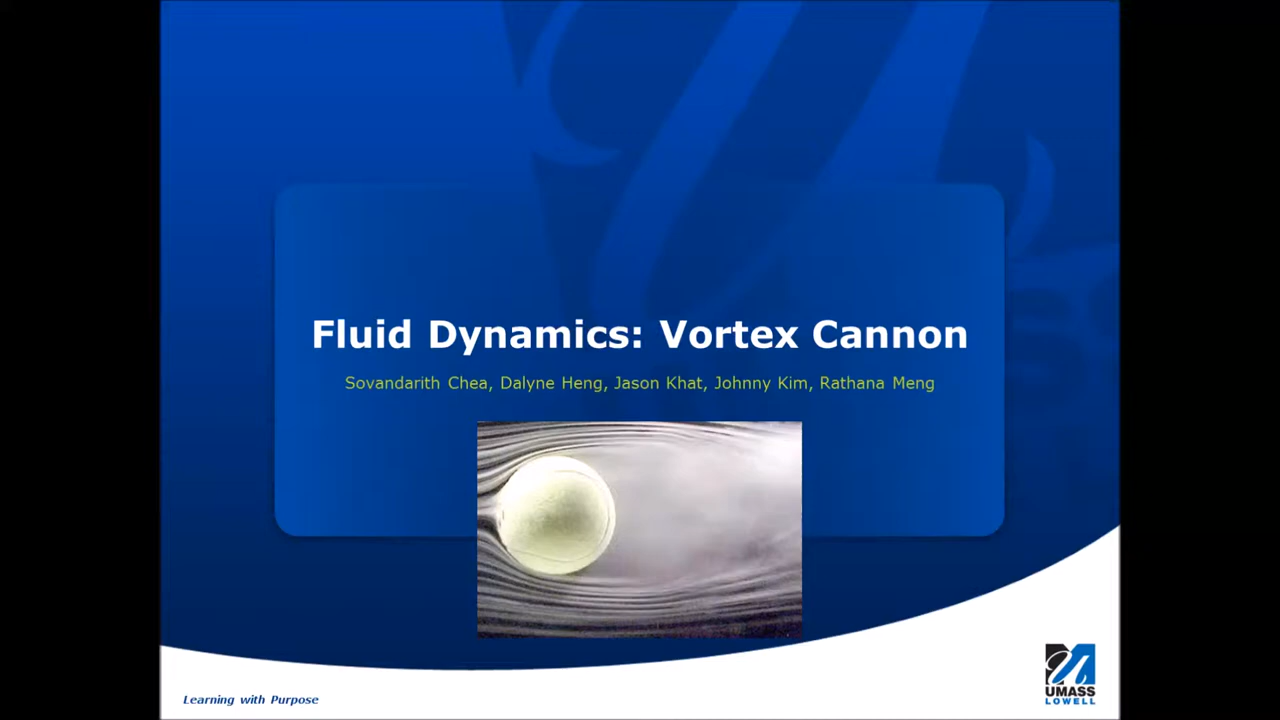 Fluid Dynamics: Vortex Cannon
Sovandarith Chea, Dalyne Heng, Jason Khat, Johnny Kim, Rathana Meng
Learning with Purpose
UMASS
LOWELL